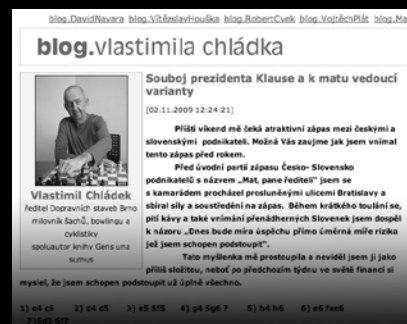 blog.DavidNavara blog.VítězslavHouška blog.RobertCvek blog.VojtěchPlát blog.Ma
blog.vlastimila chládka
Souboj prezidenta Klause a k matu vedoucí
varianty
[02.11.2009 12:24:21]
Příští víkend mě čeká atraktivní zápas mezi českými a
slovenskými podnikateli. Možná Vás zaujme jak jsem vnímal
tento zápas před rokem.
Před úvodní partií zápasu Česko- Slovensko
podnikatelů s názvem „Mat, pane řediteli" jsem se
s kamarádem procházel prosluněnými ulicemi Bratislavy a
sbíral síly a soustředění na zápas. Během krátkého toulání se,
pití kávy a také vnímání přenádherných Slovenek jsem dospěl
k názoru „Dnes bude míra úspěchu přímo úměrná míře rizika
jež jsem schopen podstoupit".
Tato myšlenka mě prostoupila a neviděl jsem ji jako
příliš složitou, neboť po předchozím týdnu ve světě financí si
myslel, že jsem schopen podstoupit už úplně všechno.
Vlastimil Chládek
ředitel Dopravních staveb Brno
milovník šachů, bowlingu a
cyklistiky
spoluautor knihy Gens una
sumus
1) e4 c6 2) d4 d5 3) e5 Sf5 4) g4 Sg6 ? 5) h4 h6 6) e6 fxe6